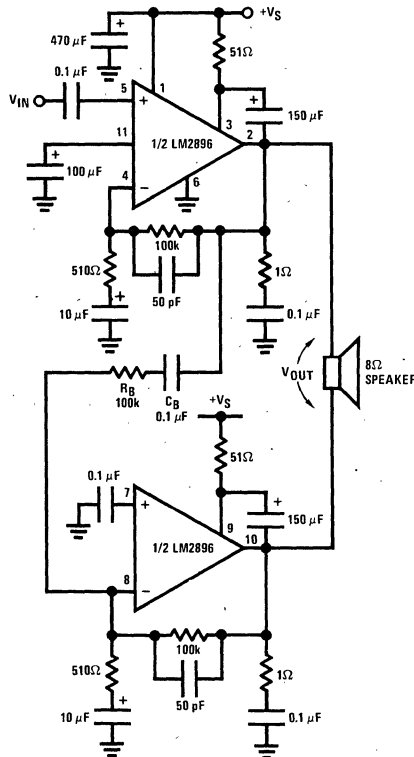 +VS
470 µF
+
51Ω
0.1 µF
VIN
5
+
1
3
+
150 µF
11
1/2 LM2896
2
+
100 µF
4
−
6
100k
510Ω
50 pF
1Ω
10 µF
+
0.1 µF
RB
100k
CB
0.1 µF
VOUT
8Ω
SPEAKER
+VS
51Ω
0.1 µF
7
+
9
+
150 µF
1/2 LM2896
10
8
−
100k
510Ω
50 pF
1Ω
10 µF
+
0.1 µF